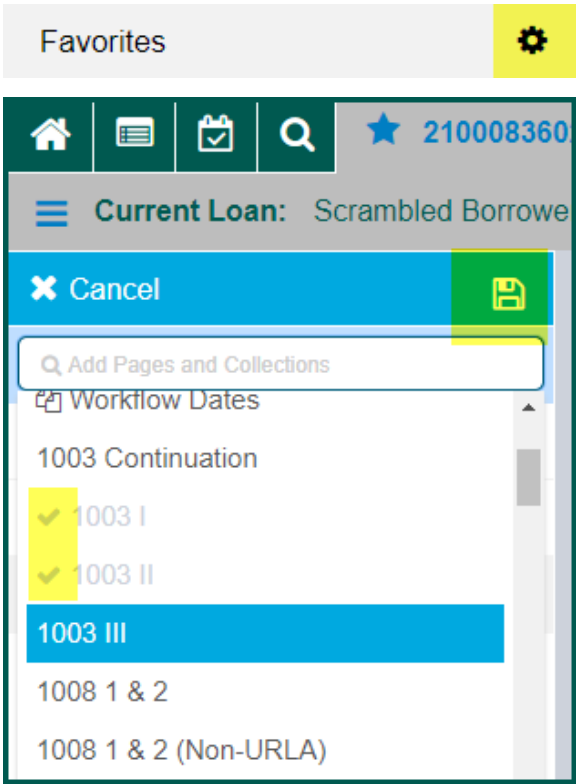 Favorites
210008360
Current Loan: Scrambled Borrowe
Cancel
Add Pages and Collections
Workflow Dates
1003 Continuation
1003 I
1003 II
1003 III
1008 1 & 2
1008 1 & 2 (Non-URLA)